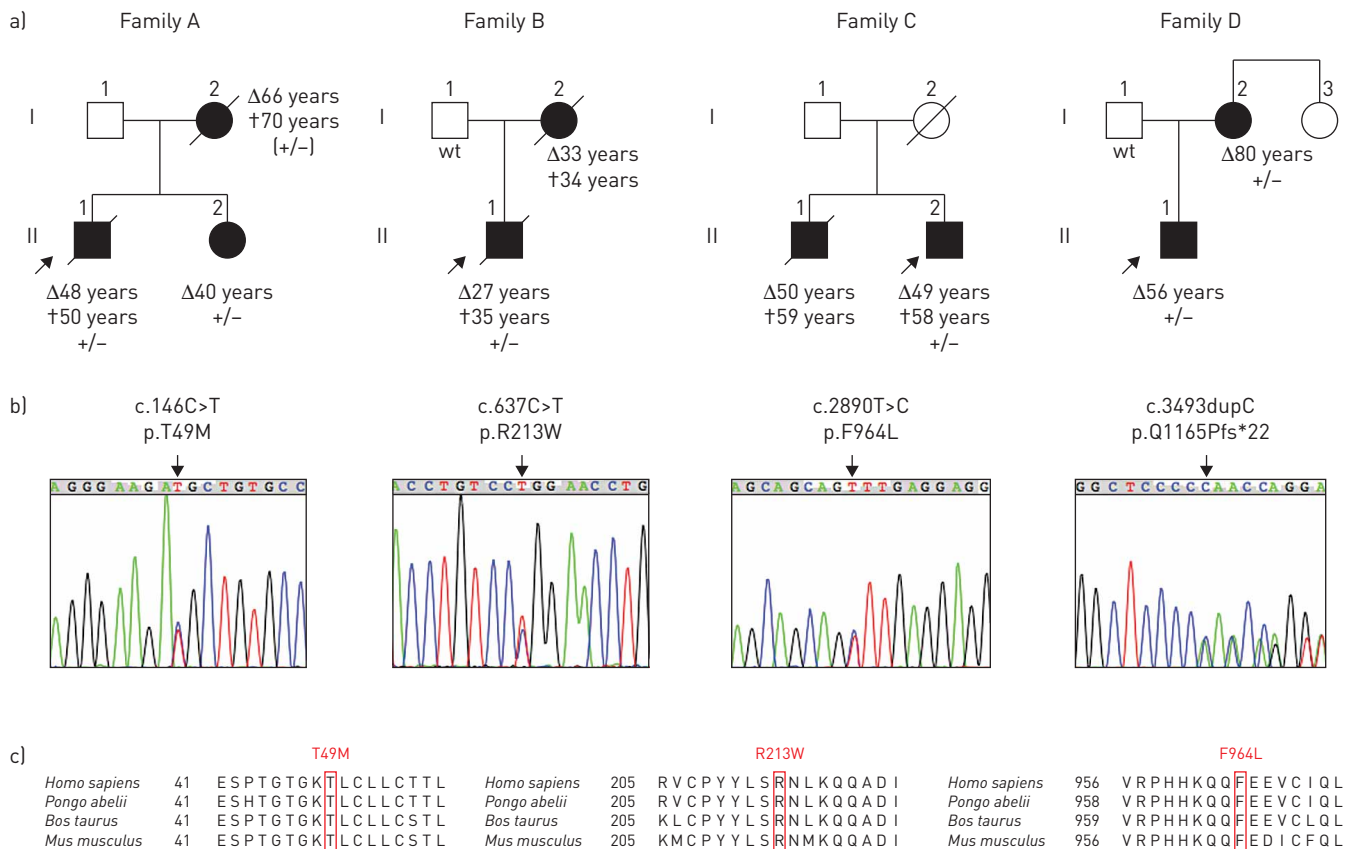 a) Family A Family B Family C Family D
1 2 1 2 1 2 1 2 3
I I I I
Δ66 years
†70 years
(+/–)
wt
Δ33 years
†34 years
wt
Δ80 years
+/–
1 2 1 1 2 1
II II II II
Δ48 years
†50 years
+/–
Δ40 years
+/–
Δ27 years
†35 years
+/–
Δ50 years
†59 years
Δ49 years
†58 years
+/–
Δ56 years
+/–
b) c.146C>T c.637C>T c.2890T>C c.3493dupC
p.T49M p.R213W p.F964L p.Q1165Pfs*22
A G G G A A G A T G C T G T G C C
A C C T G T C C T G G A A C C T G
A G C A G C A G T T T G A G G A G G
G G C T C C C C C A A C C A G G A
c) T49M R213W F964L
Homo sapiens 41 E S P T G T G K T L C L L C T T L
Pongo abelii 41 E S H T G T G K T L C L L C T T L
Bos taurus 41 E S P T G T G K T L C L L C S T L
Mus musculus 41 E S P T G T G K T L C L L C S T L
Homo sapiens 205 R V C P Y Y L S R N L K Q Q A D I
Pongo abelii 205 R V C P Y Y L S R N L K Q Q A D I
Bos taurus 205 K L C P Y Y L S R N L K Q Q A D I
Mus musculus 205 K M C P Y Y L S R N M K Q Q A D I
Homo sapiens 956 V R P H H K Q Q F E E V C I Q L
Pongo abelii 958 V R P H H K Q Q F E E V C I Q L
Bos taurus 959 V R P H H K Q Q F E E V C L Q L
Mus musculus 956 V R P H H K Q Q F E D I C F Q L